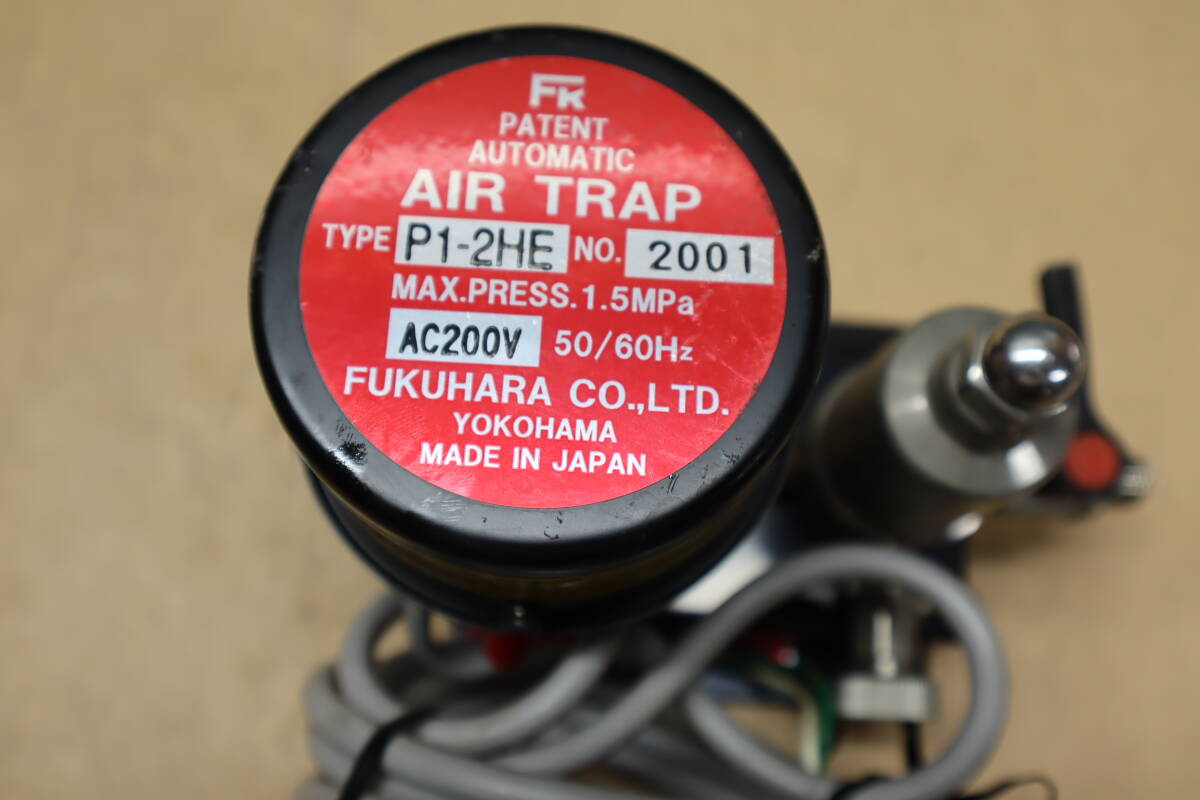 FK
PATENT
AUTOMATIC
AIR TRAP
TYPE P1-2HE NO. 2001
MAX.PRESS.1.5MPa
AC200V 50/60Hz
FUKUHARA CO.,LTD.
YOKOHAMA
MADE IN JAPAN